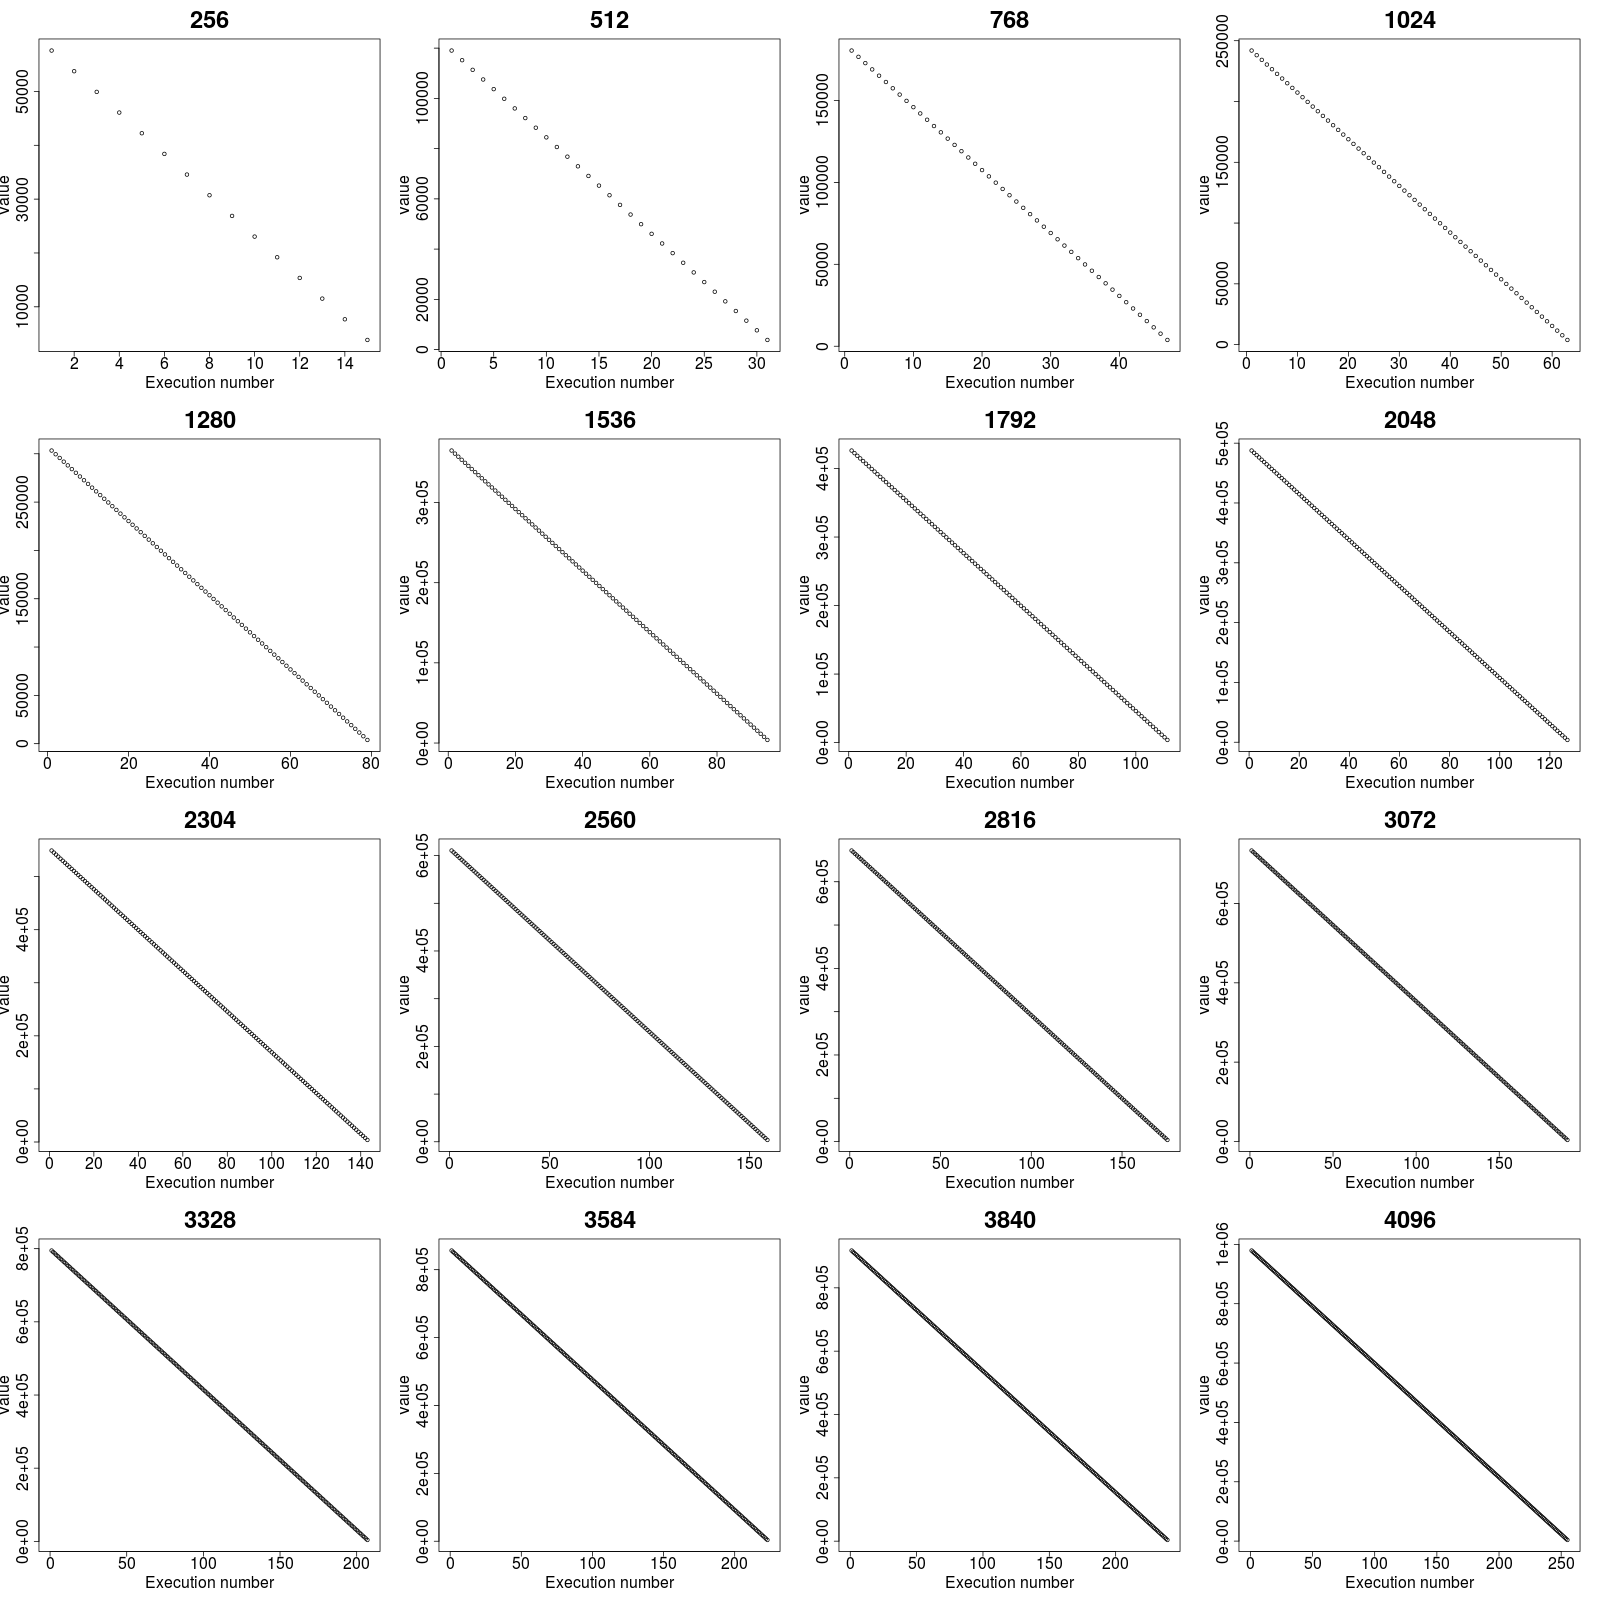 256
512
768
1024
50000
30000
10000
value
2 4 6 8 10 12 14
Execution number
100000
60000
20000
0
value
0 5 10 15 20 25 30
Execution number
150000
100000
50000
0
value
0 10 20 30 40
Execution number
250000
150000
50000
0
value
0 10 20 30 40 50 60
Execution number
1280
1536
1792
2048
250000
150000
50000
0
value
0 20 40 60 80
Execution number
3e+05
2e+05
1e+05
0e+00
value
0 20 40 60 80
Execution number
4e+05
3e+05
2e+05
1e+05
0e+00
value
0 20 40 60 80 100
Execution number
5e+05
4e+05
3e+05
2e+05
1e+05
0e+00
value
0 20 40 60 80 100 120
Execution number
2304
2560
2816
3072
4e+05
2e+05
0e+00
value
0 20 40 60 80 100 120 140
Execution number
6e+05
4e+05
2e+05
0e+00
value
0 50 100 150
Execution number
6e+05
4e+05
2e+05
0e+00
value
0 50 100 150
Execution number
6e+05
4e+05
2e+05
0e+00
value
0 50 100 150
Execution number
3328
3584
3840
4096
8e+05
6e+05
4e+05
2e+05
0e+00
value
0 50 100 150 200
Execution number
8e+05
6e+05
4e+05
2e+05
0e+00
value
0 50 100 150 200
Execution number
8e+05
6e+05
4e+05
2e+05
0e+00
value
0 50 100 150 200
Execution number
1e+06
8e+05
6e+05
4e+05
2e+05
0e+00
value
0 50 100 150 200 250
Execution number